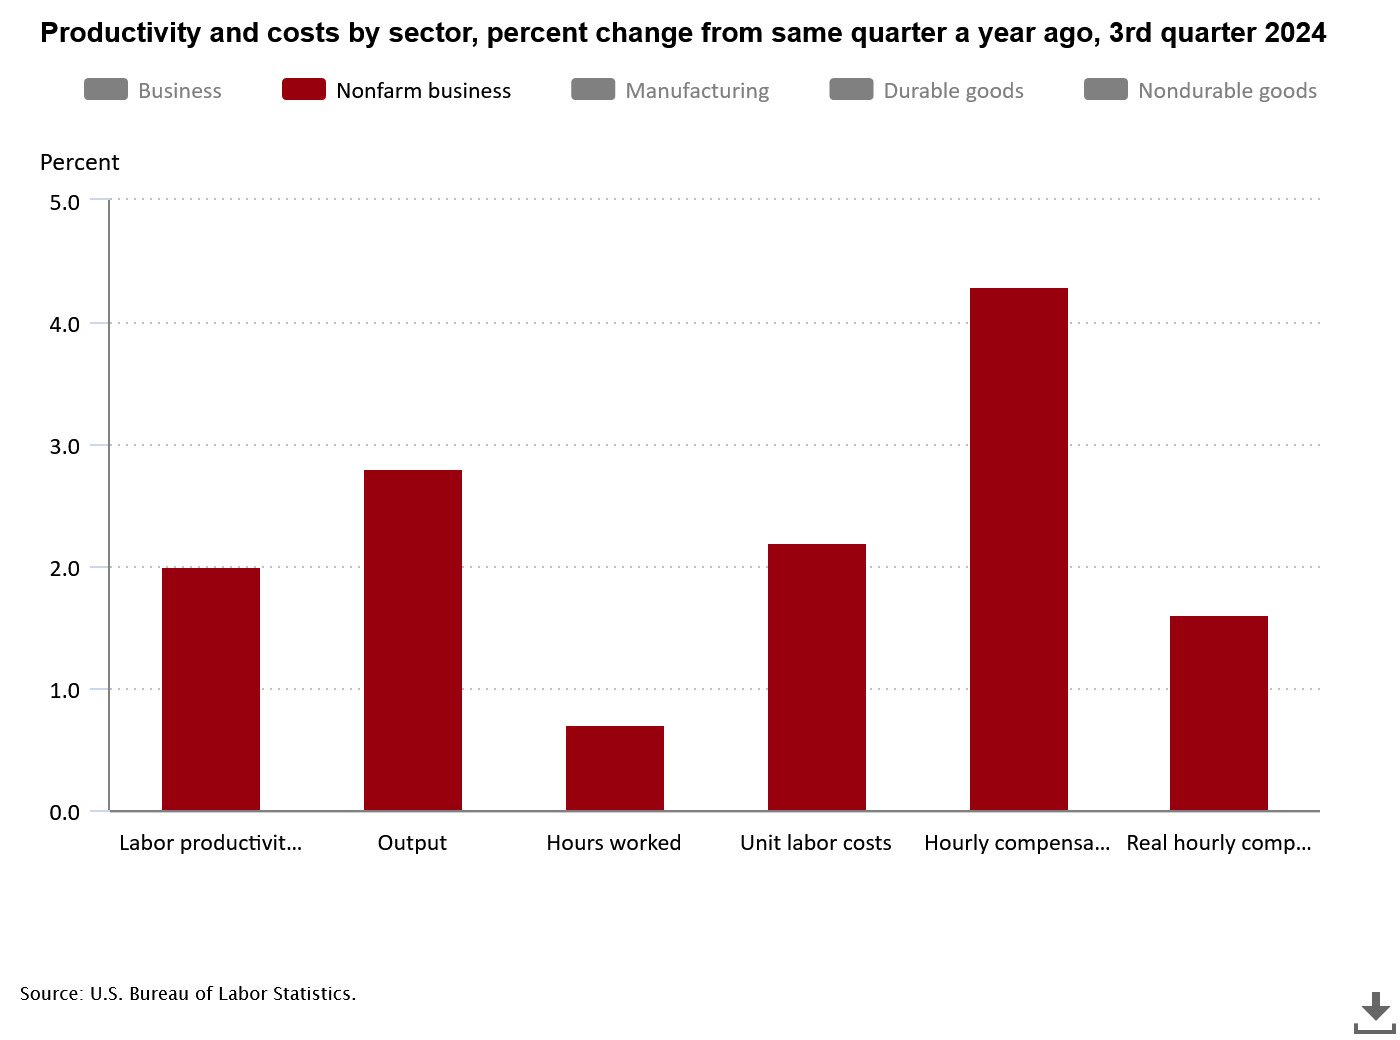 Productivity and costs by sector, percent change from same quarter a year ago, 3rd quarter 2024
Business Nonfarm business Manufacturing Durable goods Nondurable goods
Percent
5.0
4.0
3.0
2.0
1.0
0.0
Labor productivit... Output Hours worked Unit labor costs Hourly compensa... Real hourly comp...
Source: U.S. Bureau of Labor Statistics.